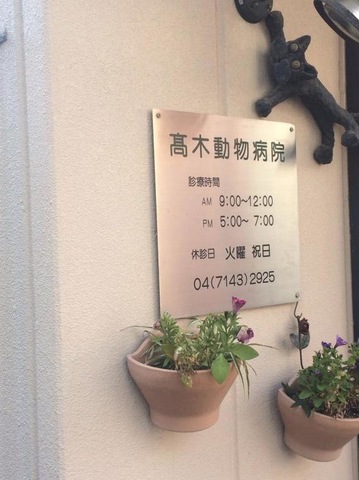 髙木動物病院
診療時間
AM 9:00～12:00
PM 5:00～ 7:00
休診日 火曜 祝日
04(7143)2925